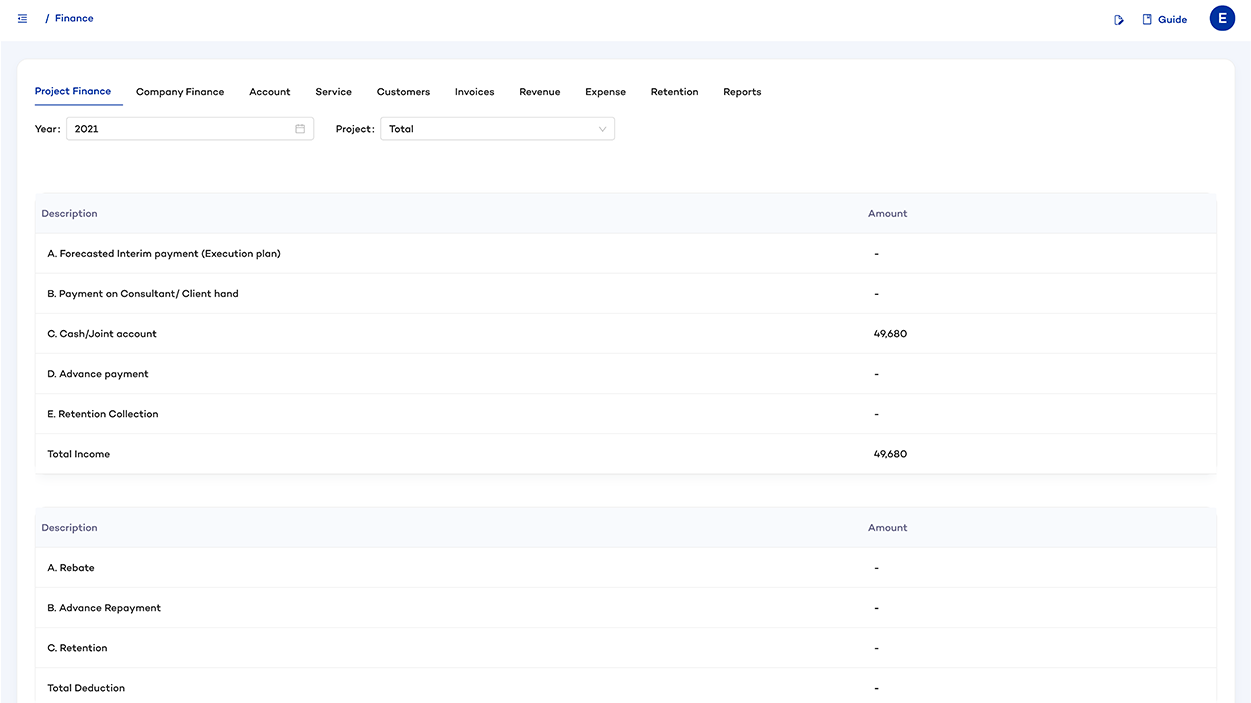 / Finance
Guide
E
Project Finance Company Finance Account Service Customers Invoices Revenue Expense Retention Reports
Year: 2021 Project: Total
Description Amount
A. Forecasted Interim payment (Execution plan) -
B. Payment on Consultant/ Client hand -
C. Cash/Joint account 49,680
D. Advance payment -
E. Retention Collection -
Total Income 49,680
Description Amount
A. Rebate -
B. Advance Repayment -
C. Retention -
Total Deduction -